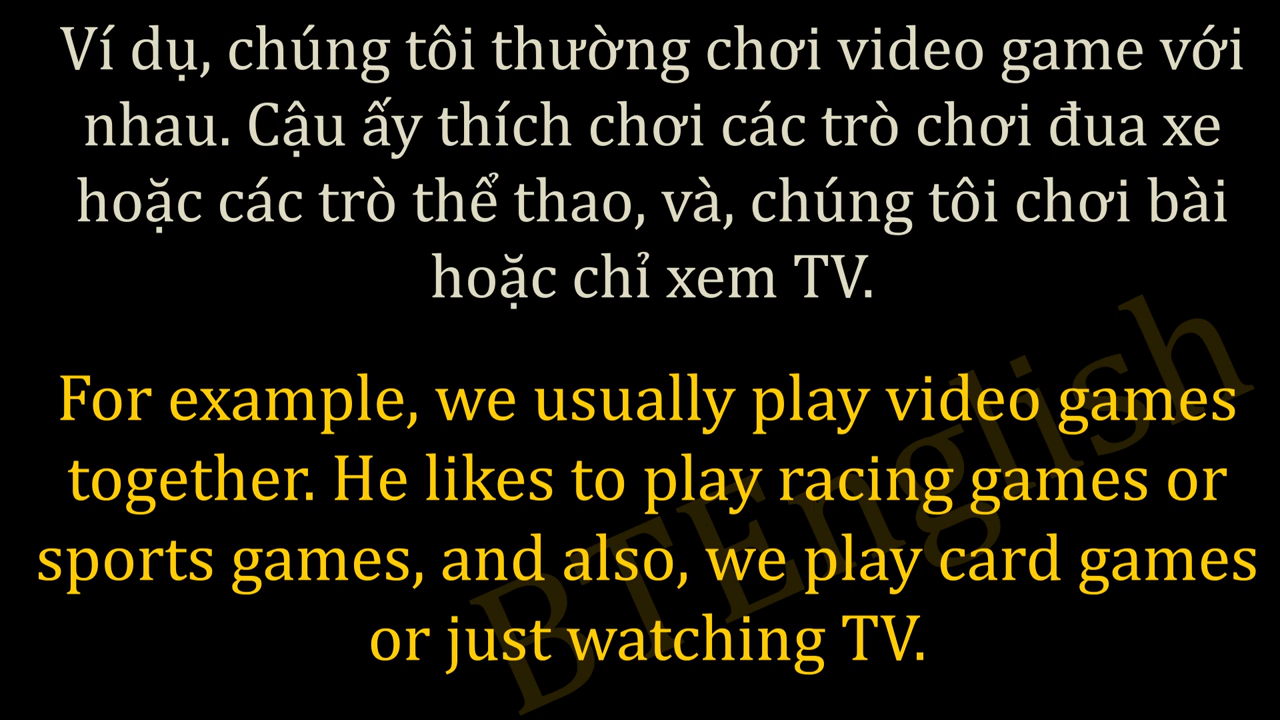 Ví dụ, chúng tôi thường chơi video game với
nhau. Cậu ấy thích chơi các trò chơi đua xe
hoặc các trò thể thao, và, chúng tôi chơi bài
hoặc chỉ xem TV.
For example, we usually play video games
together. He likes to play racing games or
sports games, and also, we play card games
or just watching TV.
BTEnglish